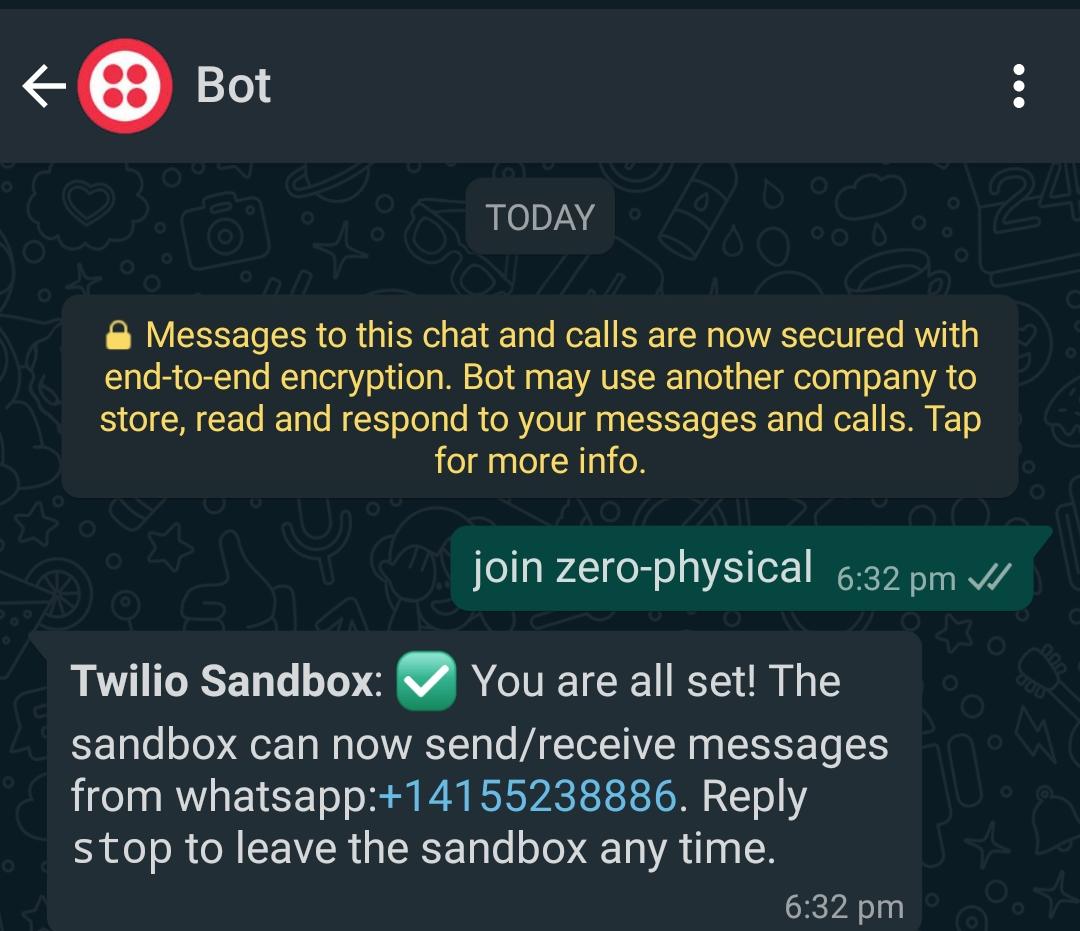 Bot
TODAY
🔒 Messages to this chat and calls are now secured with
end-to-end encryption. Bot may use another company to
store, read and respond to your messages and calls. Tap
for more info.
join zero-physical 6:32 pm
Twilio Sandbox: ✅ You are all set! The
sandbox can now send/receive messages
from whatsapp:+14155238886. Reply
stop to leave the sandbox any time.
6:32 pm